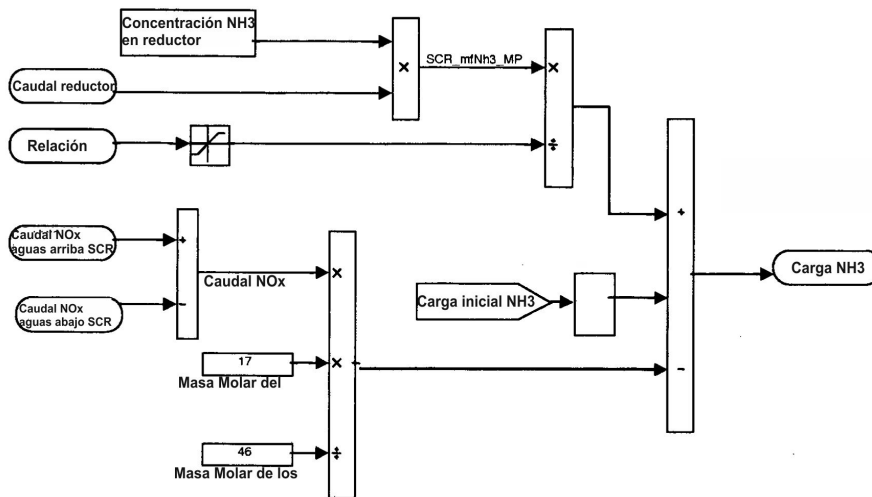 Concentración NH3
en reductor
SCR_mfNh3_MP
Caudal reductor
Relación
Caudal NOx
aguas arriba SCR
Caudal NOx
Carga NH3
Caudal NOx
aguas abajo SCR
Carga inicial NH3
17
Masa Molar del
46
Masa Molar de los